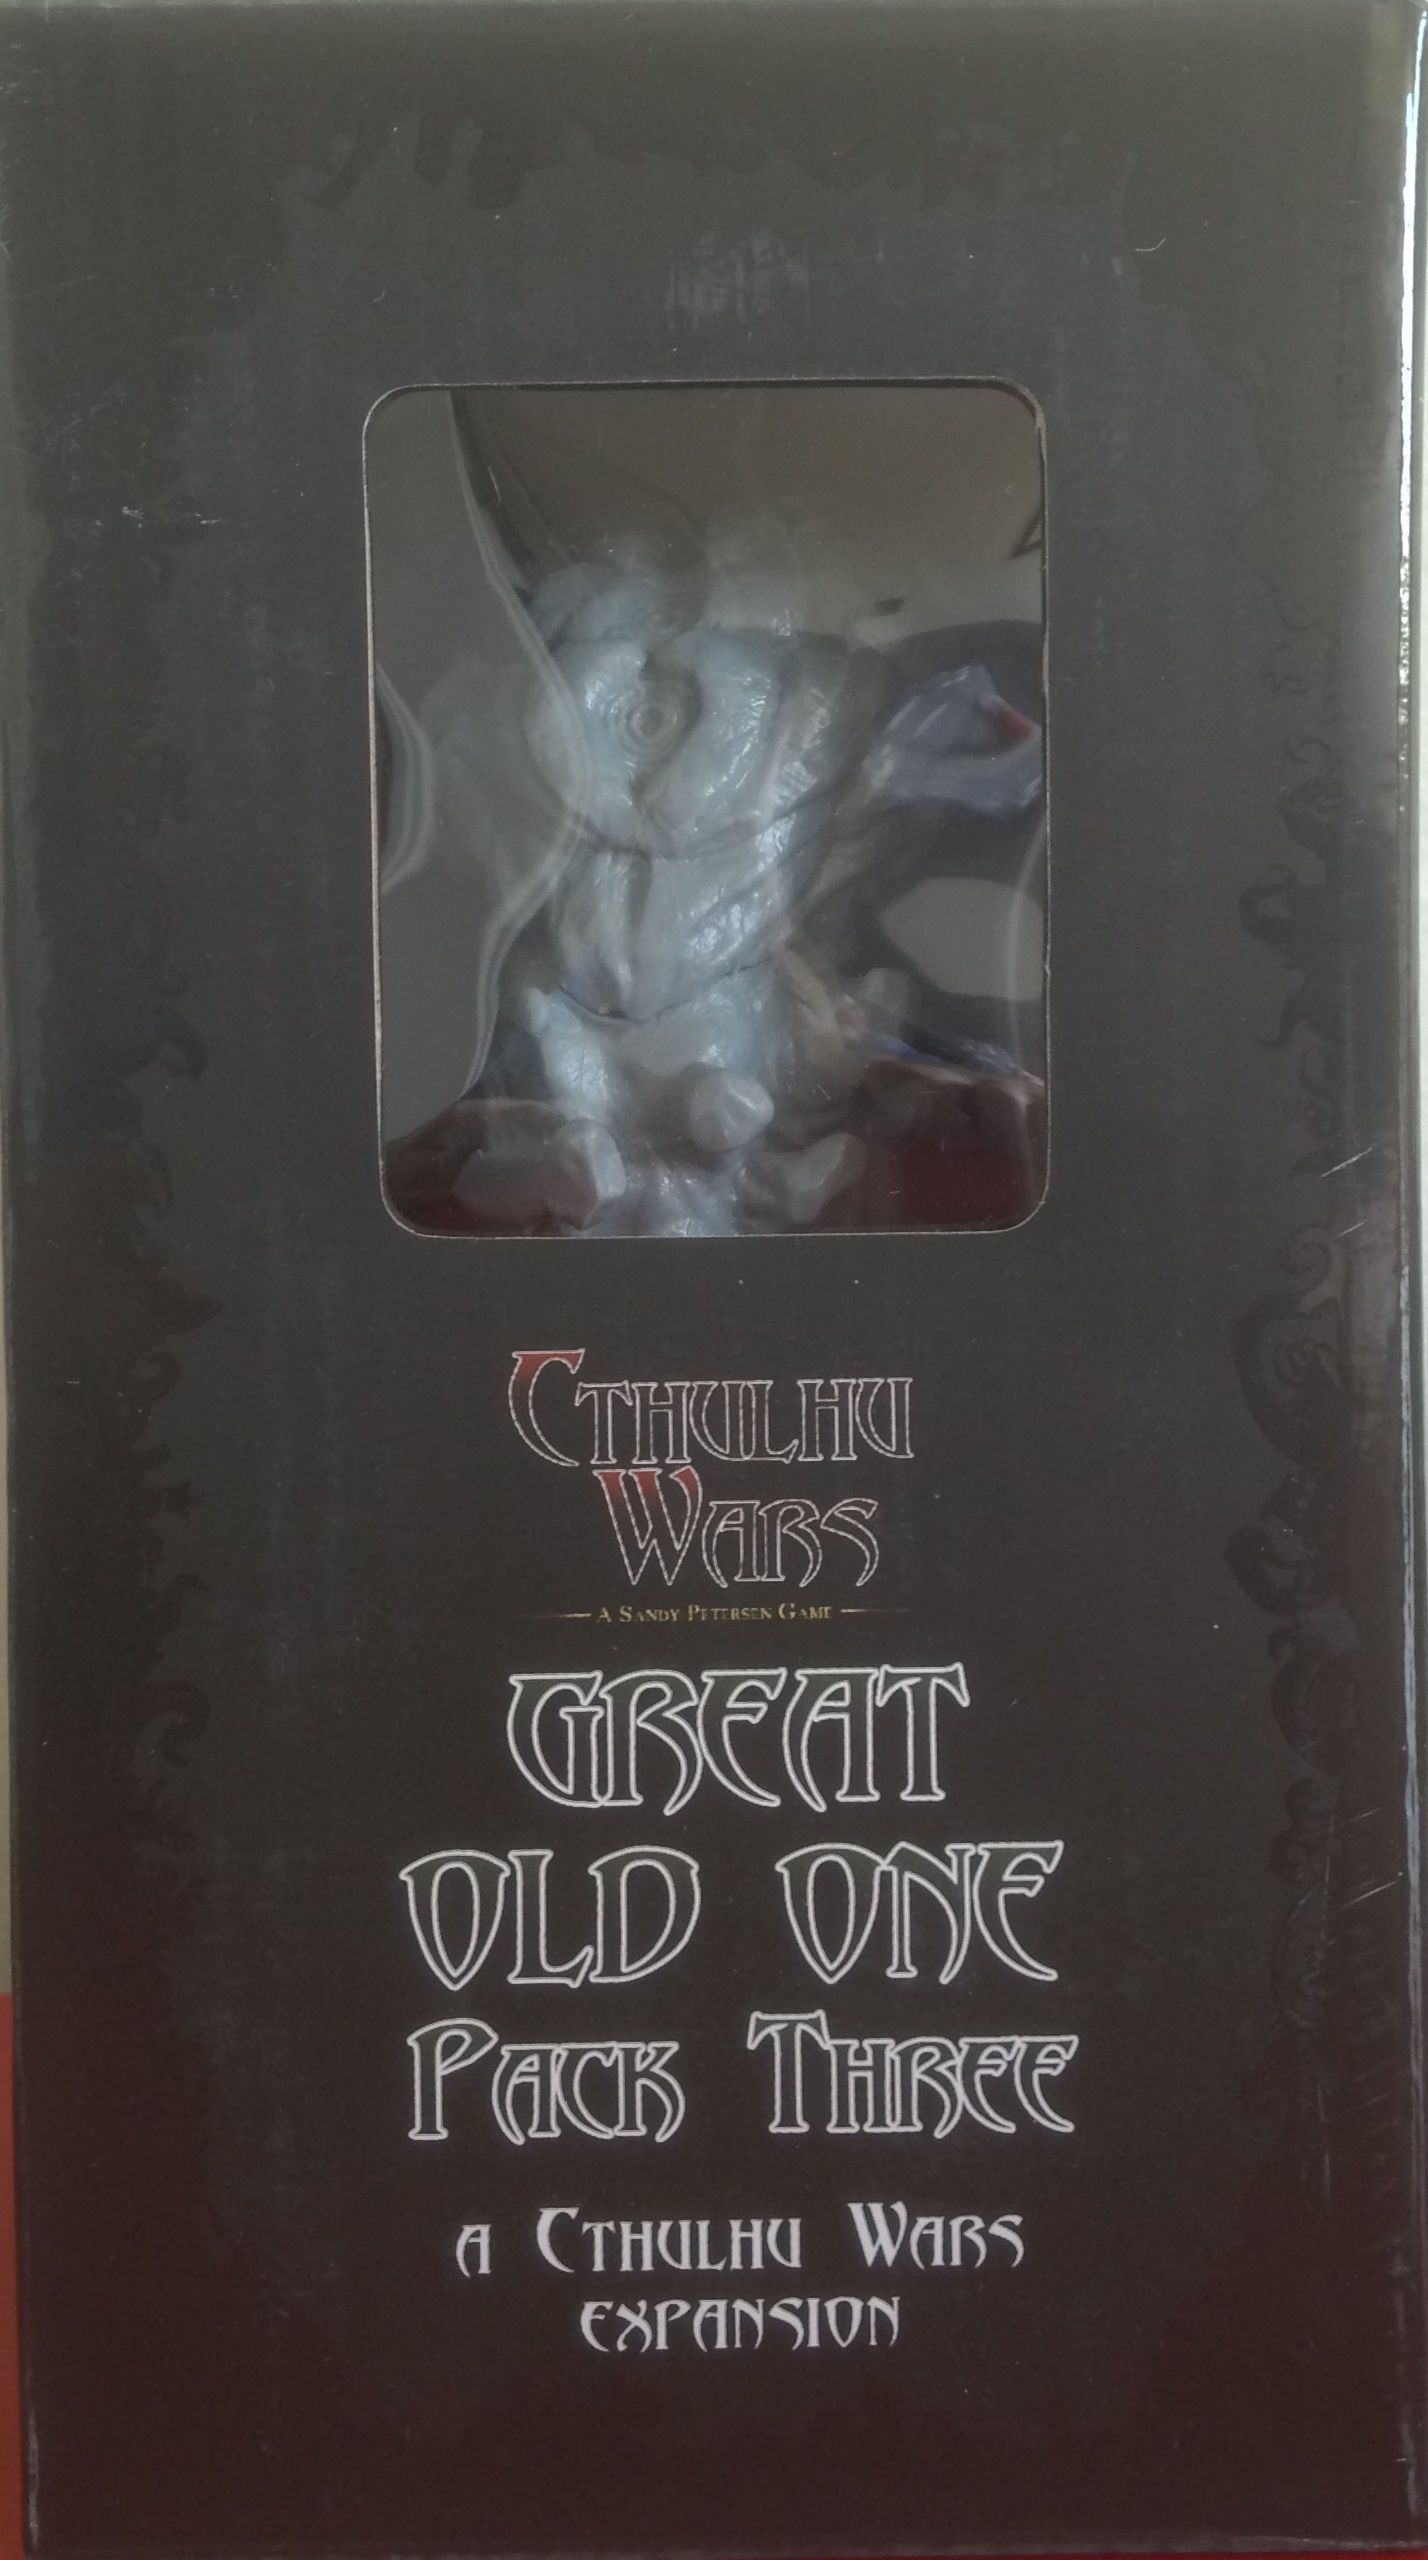 CTHULHU
WARS
A SANDY PETERSEN GAME
GREAT
OLD ONE
PACK THREE
A CTHULHU WARS
EXPANSION